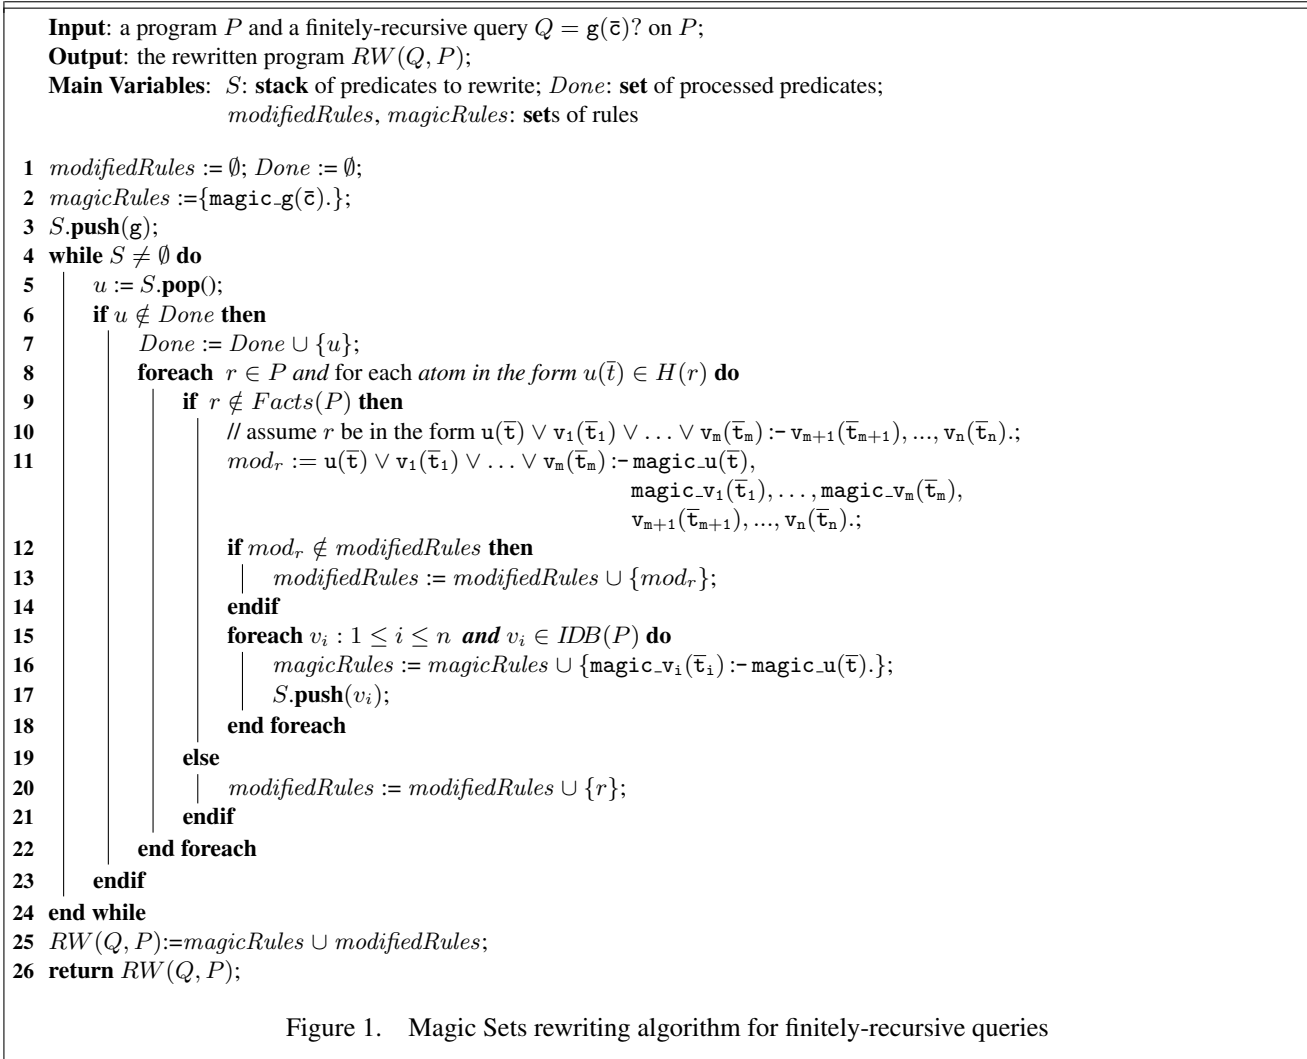 Input: a program P and a finitely-recursive query Q = g(c̄)? on P;
Output: the rewritten program RW(Q, P);
Main Variables: S: stack of predicates to rewrite; Done: set of processed predicates;
modifiedRules, magicRules: sets of rules
1 modifiedRules := ∅; Done := ∅;
2 magicRules :={magic_g(c̄).};
3 S.push(g);
4 while S ≠ ∅ do
5 u := S.pop();
6 if u ∉ Done then
7 Done := Done ∪ {u};
8 foreach r ∈ P and for each atom in the form u(t̄) ∈ H(r) do
9 if r ∉ Facts(P) then
10 // assume r be in the form u(t̄) ∨ v₁(t̄₁) ∨ … ∨ vₘ(t̄ₘ) :- vₘ₊₁(t̄ₘ₊₁), ..., vₙ(t̄ₙ).;
11 modᵣ := u(t̄) ∨ v₁(t̄₁) ∨ … ∨ vₘ(t̄ₘ) :- magic_u(t̄),
magic_v₁(t̄₁), …, magic_vₘ(t̄ₘ),
vₘ₊₁(t̄ₘ₊₁), ..., vₙ(t̄ₙ).;
12 if modᵣ ∉ modifiedRules then
13 modifiedRules := modifiedRules ∪ {modᵣ};
14 endif
15 foreach vᵢ : 1 ≤ i ≤ n and vᵢ ∈ IDB(P) do
16 magicRules := magicRules ∪ {magic_vᵢ(t̄ᵢ) :- magic_u(t̄).};
17 S.push(vᵢ);
18 end foreach
19 else
20 modifiedRules := modifiedRules ∪ {r};
21 endif
22 end foreach
23 endif
24 end while
25 RW(Q, P):=magicRules ∪ modifiedRules;
26 return RW(Q, P);
Figure 1. Magic Sets rewriting algorithm for finitely-recursive queries